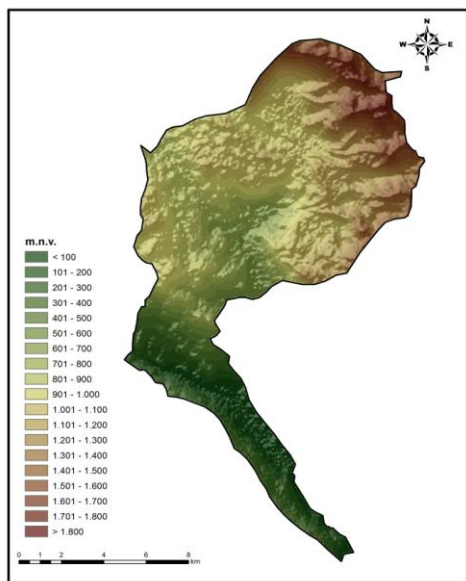 N
W E
S
m.n.v.
< 100
101 - 200
201 - 300
301 - 400
401 - 500
501 - 600
601 - 700
701 - 800
801 - 900
901 - 1.000
1.001 - 1.100
1.101 - 1.200
1.201 - 1.300
1.301 - 1.400
1.401 - 1.500
1.501 - 1.600
1.601 - 1.700
1.701 - 1.800
> 1.800
0 2 4 6 8
km